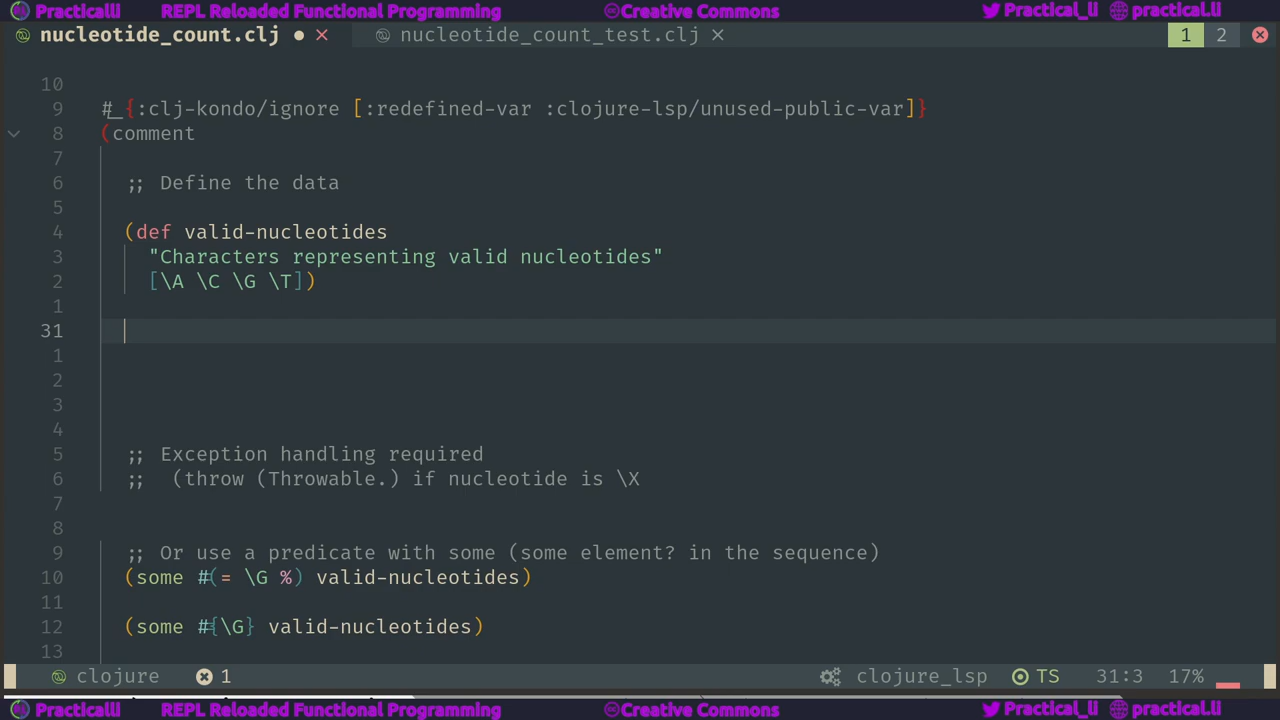 Practicalli REPL Reloaded Functional Programming Creative Commons Practical_li practical.li
nucleotide_count.clj nucleotide_count_test.clj 1 2
10
9 #_{:clj-kondo/ignore [:redefined-var :clojure-lsp/unused-public-var]}
8 (comment
7
6 ;; Define the data
5
4 (def valid-nucleotides
3 "Characters representing valid nucleotides"
2 [\A \C \G \T])
1
31
1
2
3
4
5 ;; Exception handling required
6 ;; (throw (Throwable.) if nucleotide is \X
7
8
9 ;; Or use a predicate with some (some element? in the sequence)
10 (some #(= \G %) valid-nucleotides)
11
12 (some #{\G} valid-nucleotides)
13
clojure 1 clojure_lsp TS 31:3 17%
Practicalli REPL Reloaded Functional Programming Creative Commons Practical_li practical.li